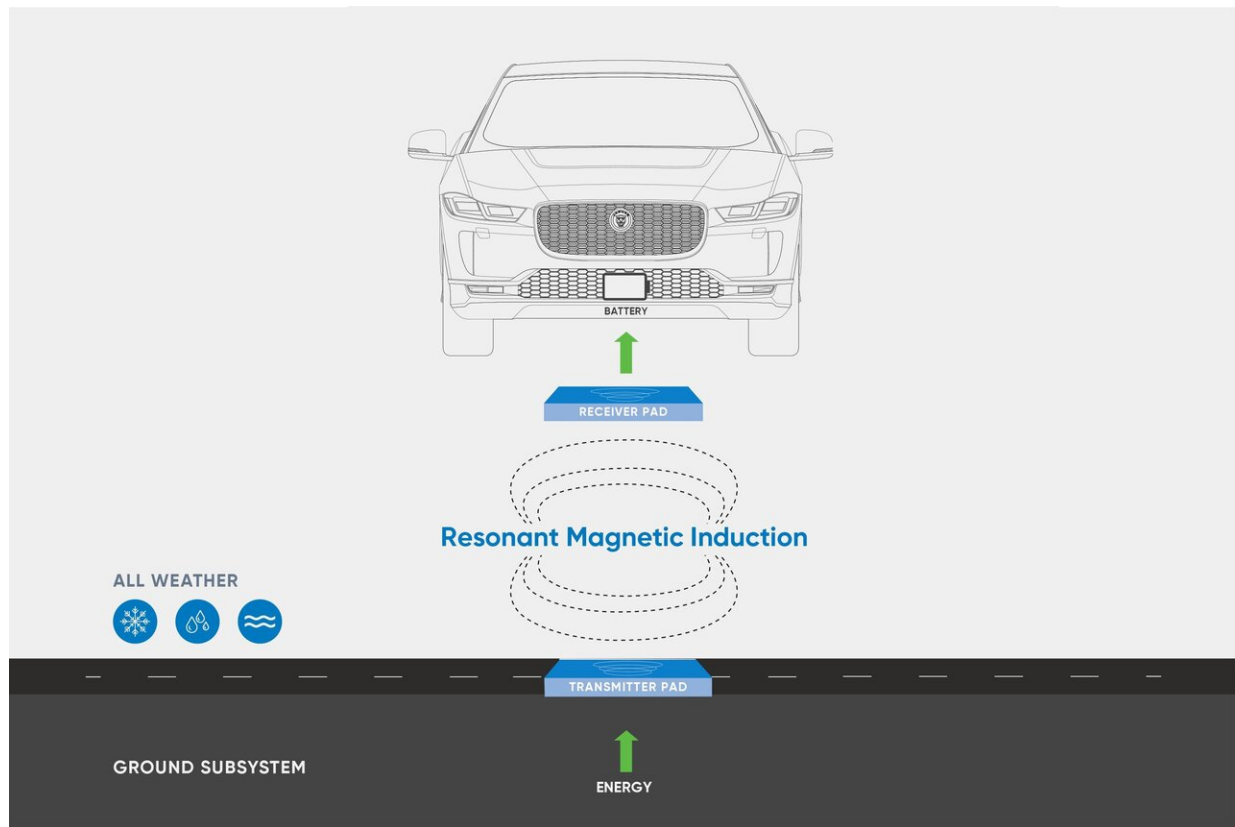 BATTERY
RECEIVER PAD
Resonant Magnetic Induction
ALL WEATHER
TRANSMITTER PAD
GROUND SUBSYSTEM
ENERGY